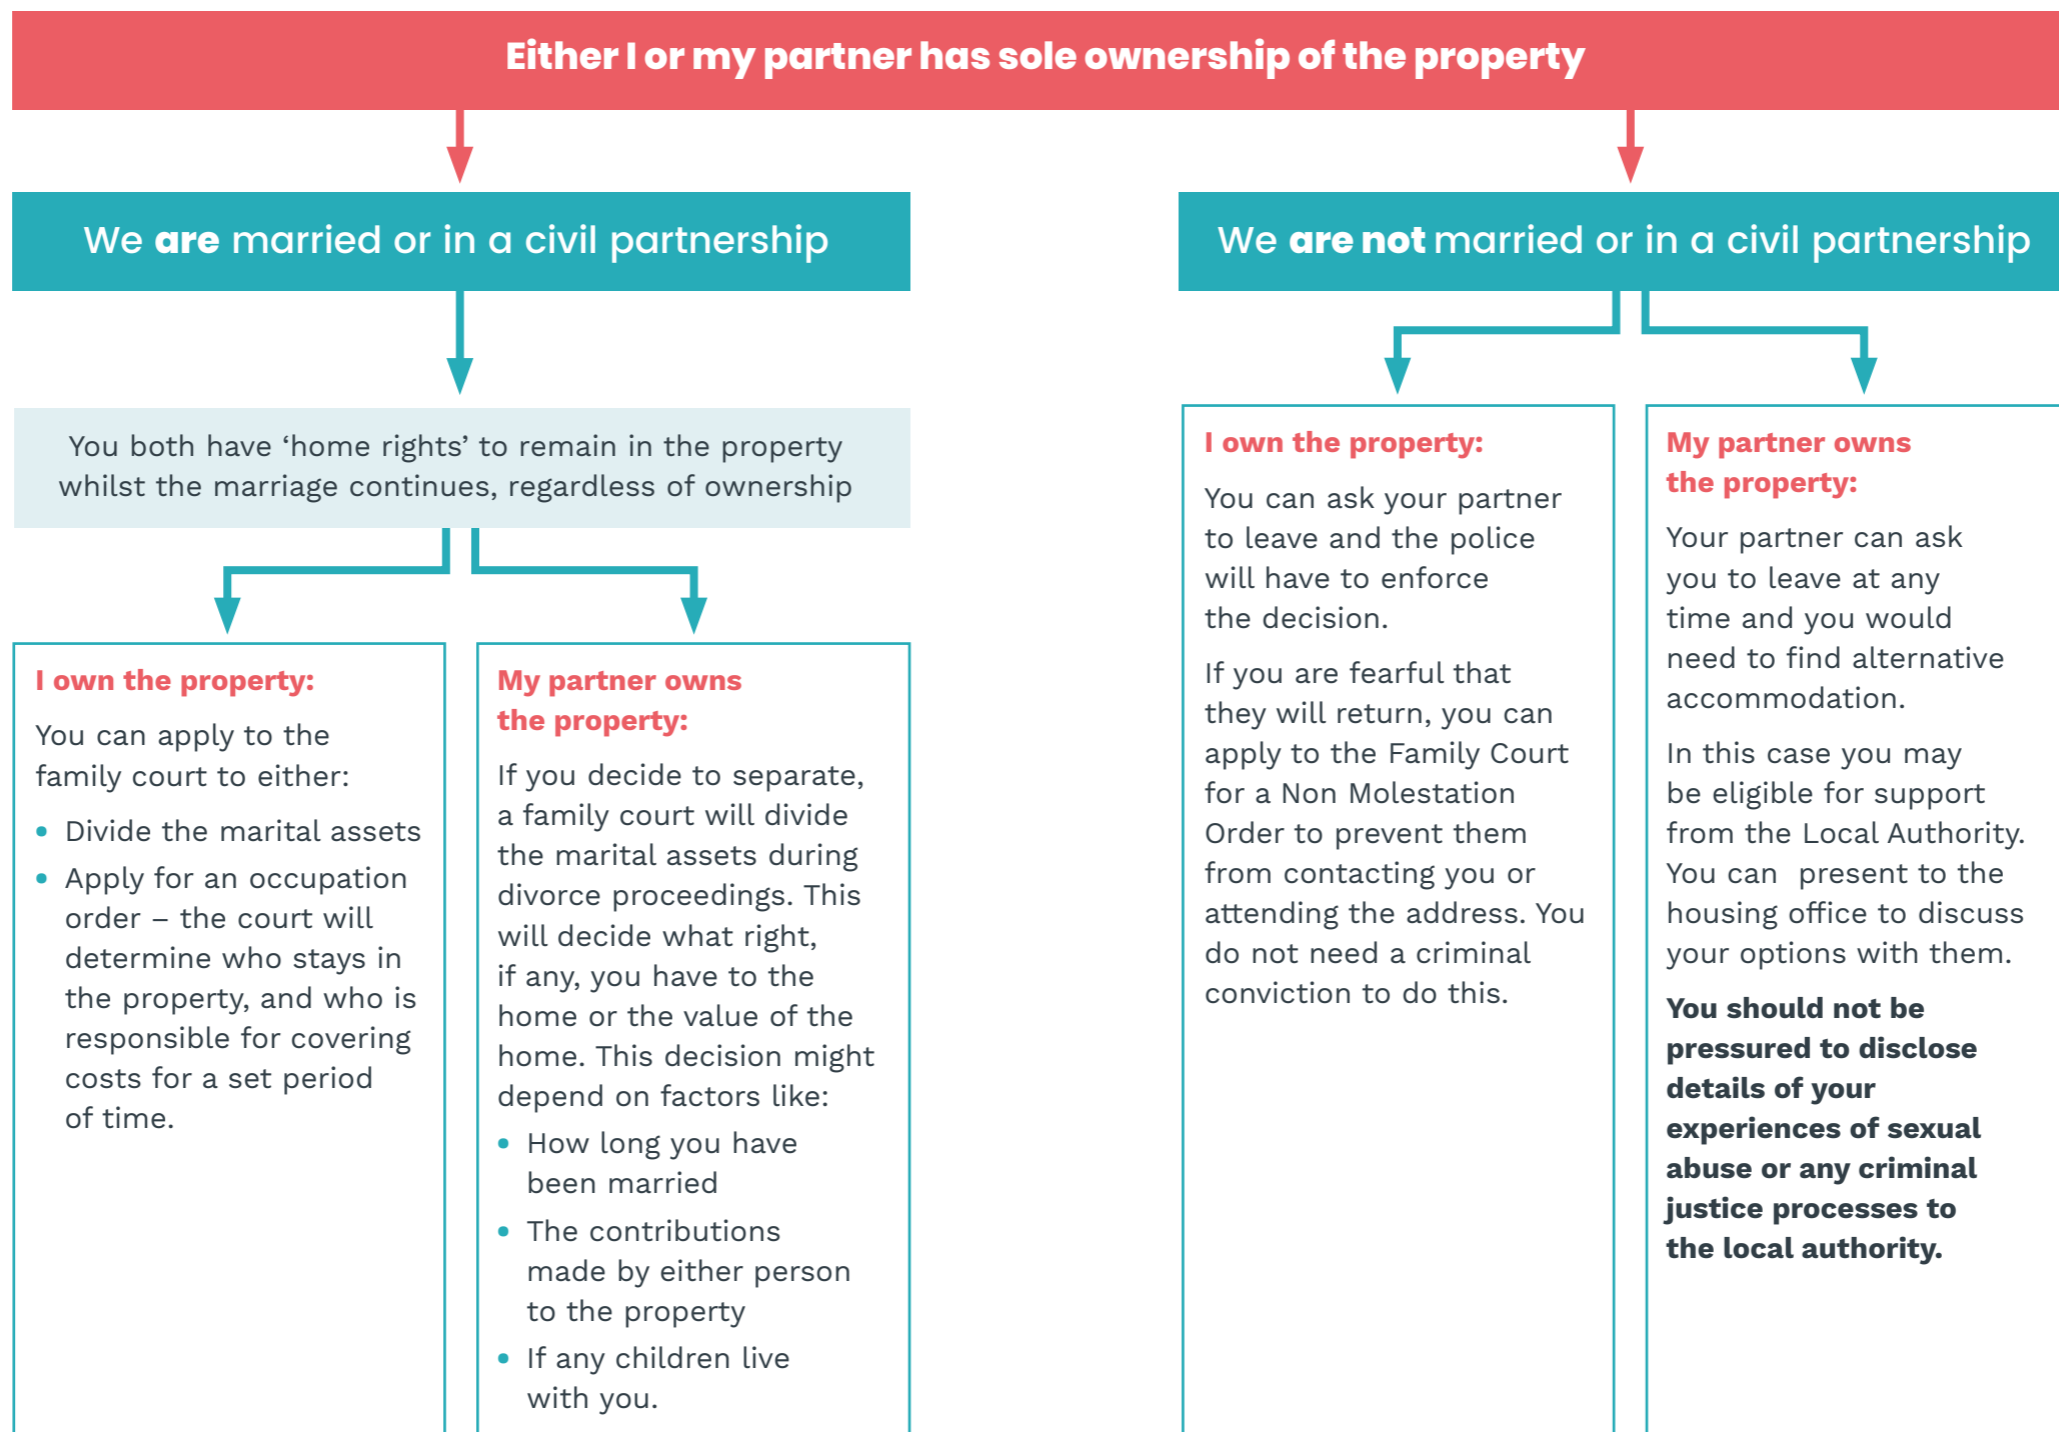 Either I or my partner has sole ownership of the property
We are married or in a civil partnership
You both have ‘home rights’ to remain in the property
whilst the marriage continues, regardless of ownership
I own the property:
You can apply to the
family court to either:
• Divide the marital assets
• Apply for an occupation
order – the court will
determine who stays in
the property, and who is
responsible for covering
costs for a set period
of time.
My partner owns
the property:
If you decide to separate,
a family court will divide
the marital assets during
divorce proceedings. This
will decide what right,
if any, you have to the
home or the value of the
home. This decision might
depend on factors like:
• How long you have
been married
• The contributions
made by either person
to the property
• If any children live
with you.
We are not married or in a civil partnership
I own the property:
You can ask your partner
to leave and the police
will have to enforce
the decision.
If you are fearful that
they will return, you can
apply to the Family Court
for a Non Molestation
Order to prevent them
from contacting you or
attending the address. You
do not need a criminal
conviction to do this.
My partner owns
the property:
Your partner can ask
you to leave at any
time and you would
need to find alternative
accommodation.
In this case you may
be eligible for support
from the Local Authority.
You can  present to the
housing office to discuss
your options with them.
You should not be
pressured to disclose
details of your
experiences of sexual
abuse or any criminal
justice processes to
the local authority.